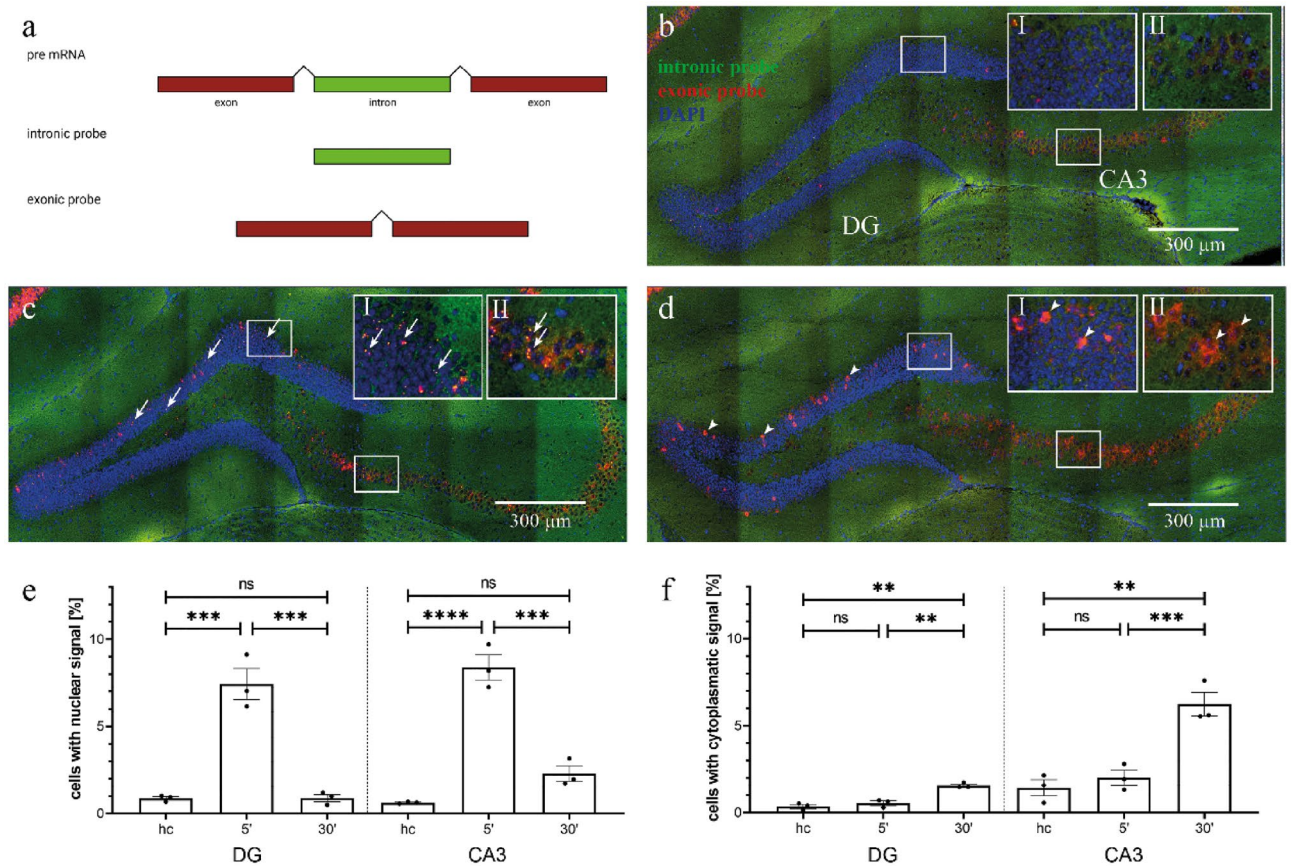 a
pre mRNA
exon
intron
exon
intronic probe
exonic probe
b
intronic probe
exonic probe
DAPI
I
II
CA3
DG
300 µm
c
I
II
300 µm
d
I
II
300 µm
e
cells with nuclear signal [%]
10
5
0
ns
ns
*** ***
**** ***
hc 5' 30' hc 5' 30'
DG CA3
f
cells with cytoplasmatic signal [%]
10
5
0
** **
ns ** ns ***
hc 5' 30' hc 5' 30'
DG CA3